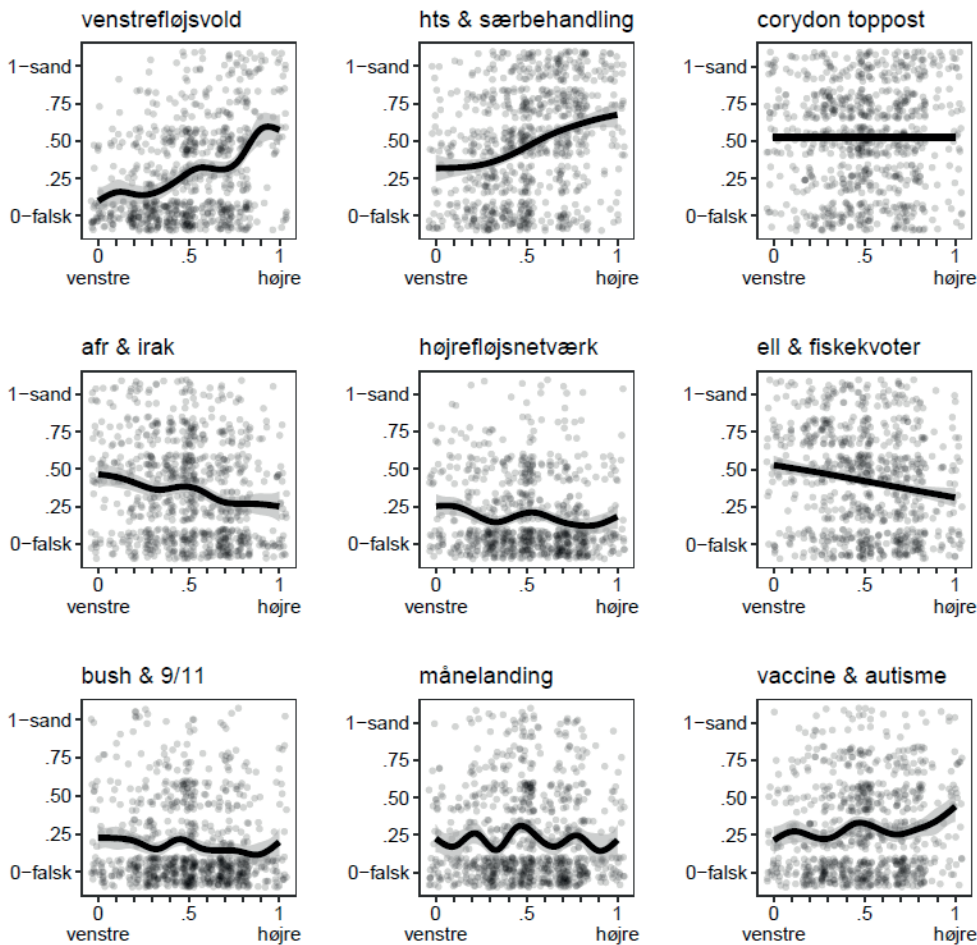 venstrefløjsvold
hts & særbehandling
corydon toppost
1−sand
.75
.50
.25
0−falsk
0
.5
1
venstre
højre
1−sand
.75
.50
.25
0−falsk
0
.5
1
venstre
højre
1−sand
.75
.50
.25
0−falsk
0
.5
1
venstre
højre
afr & irak
højrefløjsnetværk
ell & fiskekvoter
1−sand
.75
.50
.25
0−falsk
0
.5
1
venstre
højre
1−sand
.75
.50
.25
0−falsk
0
.5
1
venstre
højre
1−sand
.75
.50
.25
0−falsk
0
.5
1
venstre
højre
bush & 9/11
månelanding
vaccine & autisme
1−sand
.75
.50
.25
0−falsk
0
.5
1
venstre
højre
1−sand
.75
.50
.25
0−falsk
0
.5
1
venstre
højre
1−sand
.75
.50
.25
0−falsk
0
.5
1
venstre
højre